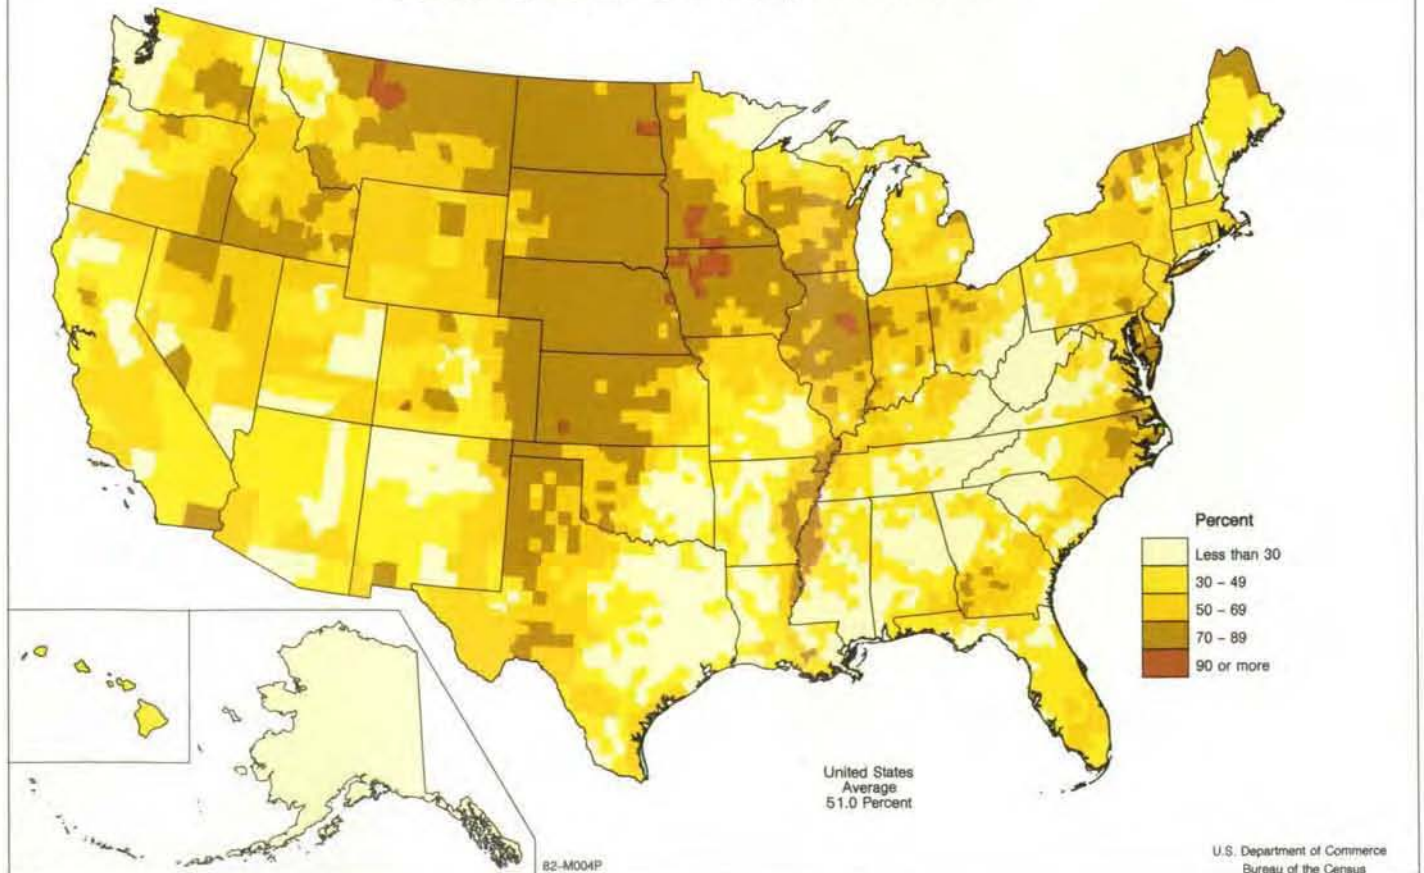 Percent
Less than 30
30 – 49
50 – 69
70 – 89
90 or more
United States
Average
51.0 Percent
82-M004P
U.S. Department of Commerce
Bureau of the Census